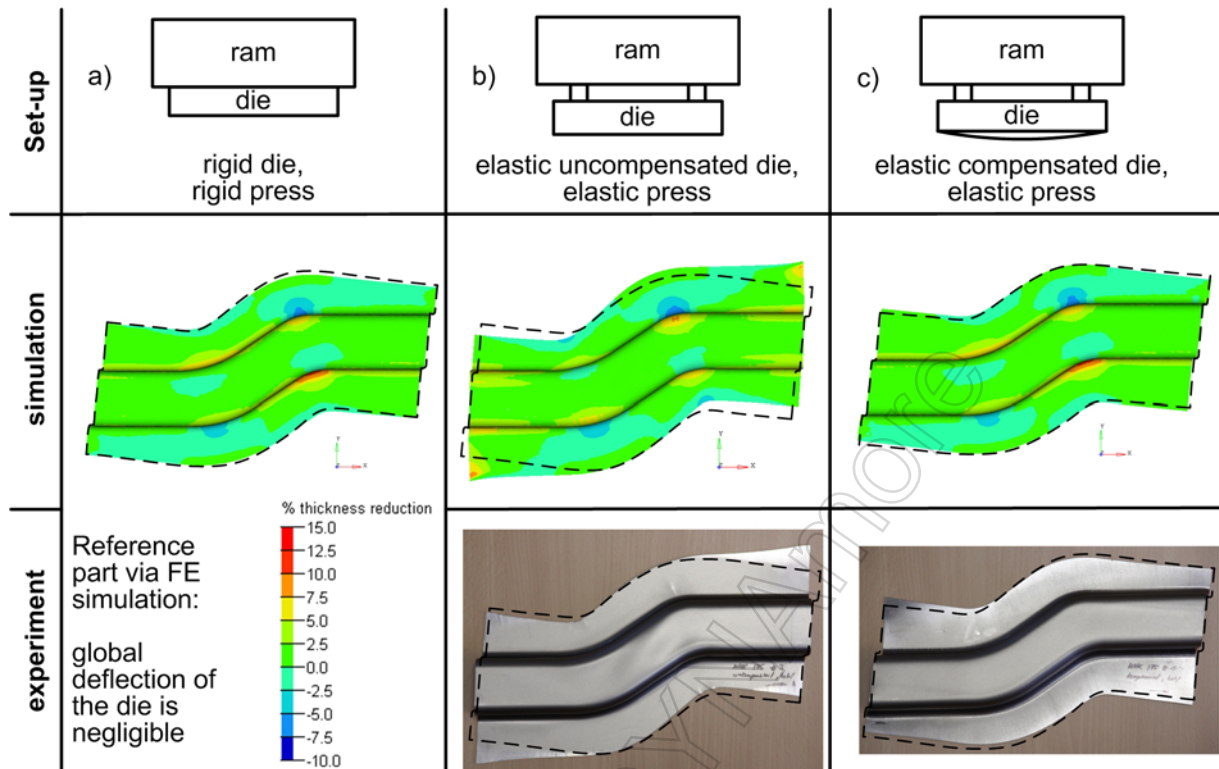 Set-up
a)
ram
die
rigid die,
rigid press
b)
ram
die
elastic uncompensated die,
elastic press
c)
ram
die
elastic compensated die,
elastic press
simulation
Y
Z
X
Y
Z
X
Y
Z
X
experiment
Reference
part via FE
simulation:
global
deflection of
the die is
negligible
% thickness reduction
15.0
12.5
10.0
7.5
5.0
2.5
0.0
-2.5
-5.0
-7.5
-10.0
YNAmore